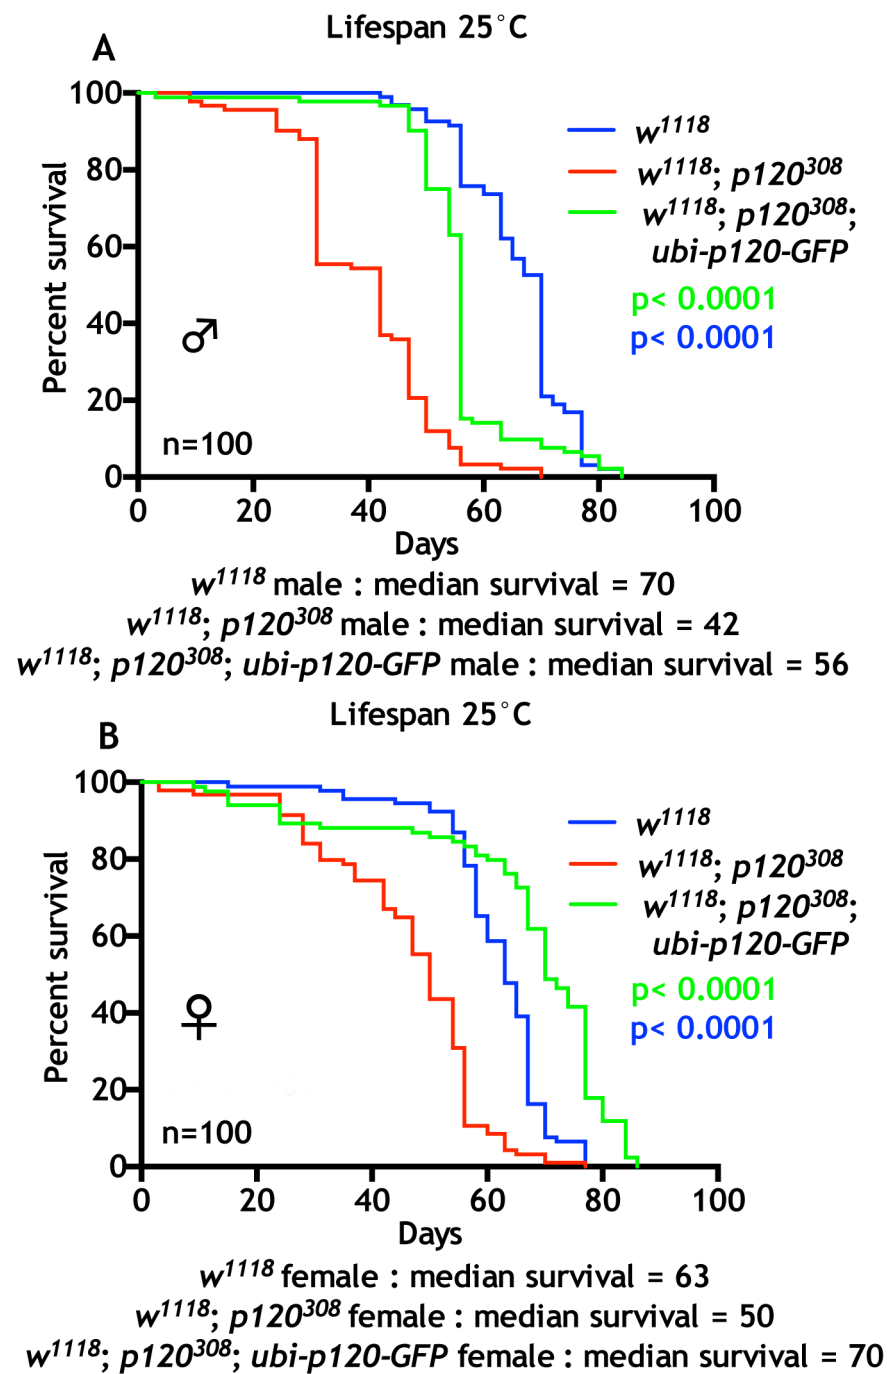 Lifespan 25°C
A
100
80
60
40
20
0
Percent survival
♂
n=100
w¹¹¹⁸
w¹¹¹⁸; p120³⁰⁸
w¹¹¹⁸; p120³⁰⁸;
ubi-p120-GFP
p< 0.0001
p< 0.0001
0 20 40 60 80 100
Days
w¹¹¹⁸ male : median survival = 70
w¹¹¹⁸; p120³⁰⁸ male : median survival = 42
w¹¹¹⁸; p120³⁰⁸; ubi-p120-GFP male : median survival = 56
Lifespan 25°C
B
100
80
60
40
20
0
Percent survival
♀
n=100
w¹¹¹⁸
w¹¹¹⁸; p120³⁰⁸
w¹¹¹⁸; p120³⁰⁸;
ubi-p120-GFP
p< 0.0001
p< 0.0001
0 20 40 60 80 100
Days
w¹¹¹⁸ female : median survival = 63
w¹¹¹⁸; p120³⁰⁸ female : median survival = 50
w¹¹¹⁸; p120³⁰⁸; ubi-p120-GFP female : median survival = 70